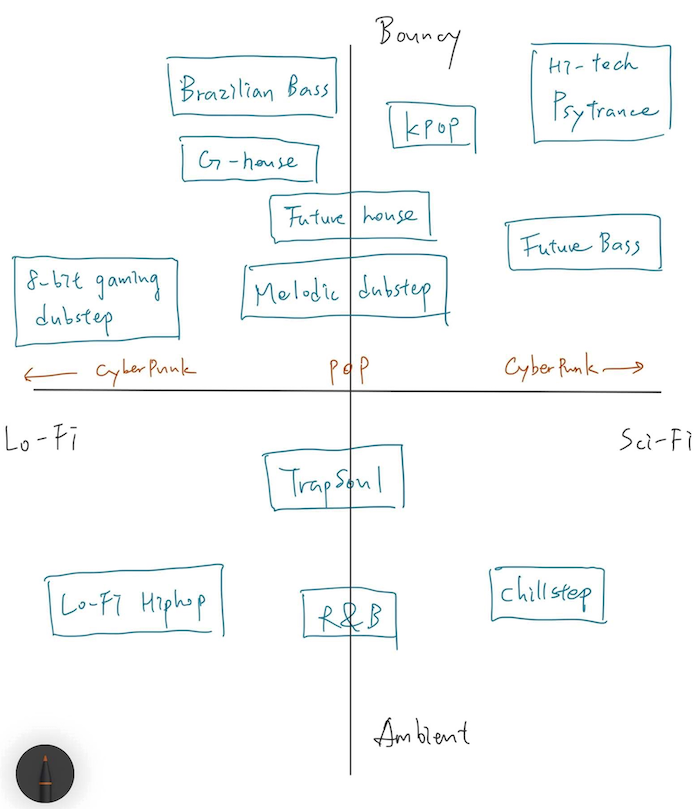 Bouncy
Brazilian Bass
Hi-tech
Psytrance
KPOP
G-house
Future house
Future Bass
8-bit gaming
dubstep
Melodic dubstep
← CyberPunk
POP
CyberPunk →
Lo-Fi
Sci-Fi
TrapSoul
Lo-Fi Hiphop
R&B
Chillstep
Ambient